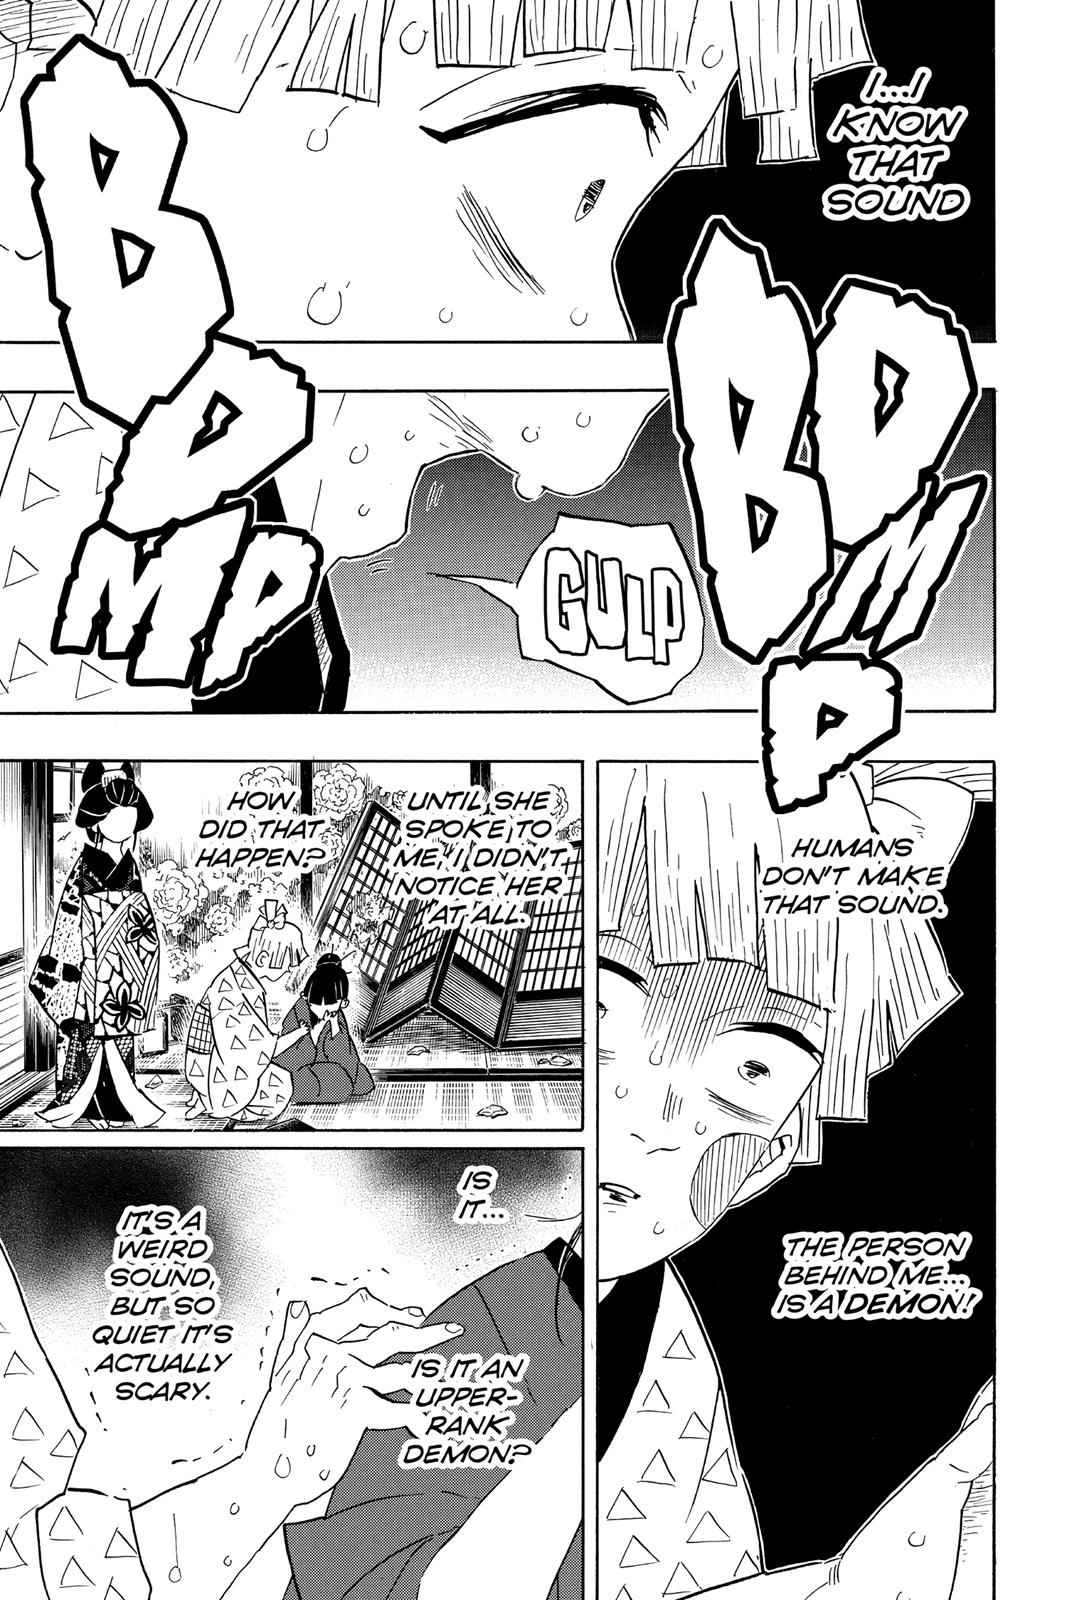 I...I
KNOW
THAT
SOUND
BDMP
BDMP
GULP
HUMANS
DON'T MAKE
THAT SOUND.
THE PERSON
BEHIND ME...
IS A DEMON!
UNTIL SHE
SPOKE TO
ME, I DIDN'T
NOTICE HER
AT ALL.
HOW
DID THAT
HAPPEN?
IS
IT...
IS IT AN
UPPER-
RANK
DEMON?
IT'S A
WEIRD
SOUND,
BUT SO
QUIET IT'S
ACTUALLY
SCARY.